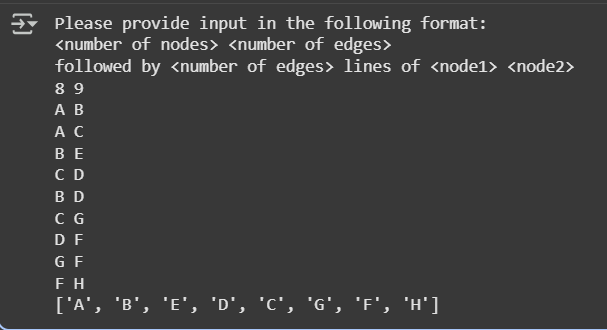 Please provide input in the following format:
<number of nodes> <number of edges>
followed by <number of edges> lines of <node1> <node2>
8 9
A B
A C
B E
C D
B D
C G
D F
G F
F H
['A', 'B', 'E', 'D', 'C', 'G', 'F', 'H']